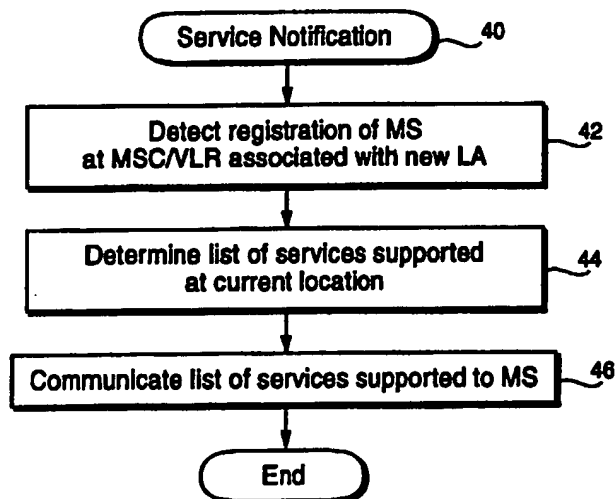 Service Notification
40
Detect registration of MS
at MSC/VLR associated with new LA
42
Determine list of services supported
at current location
44
Communicate list of services supported to MS
46
End